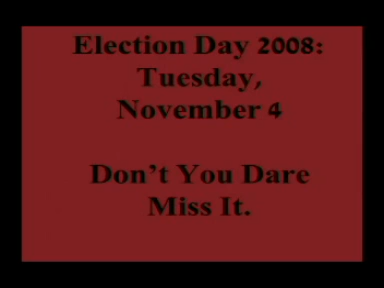 Election Day 2008:
Tuesday,
November 4
Don't You Dare
Miss It.